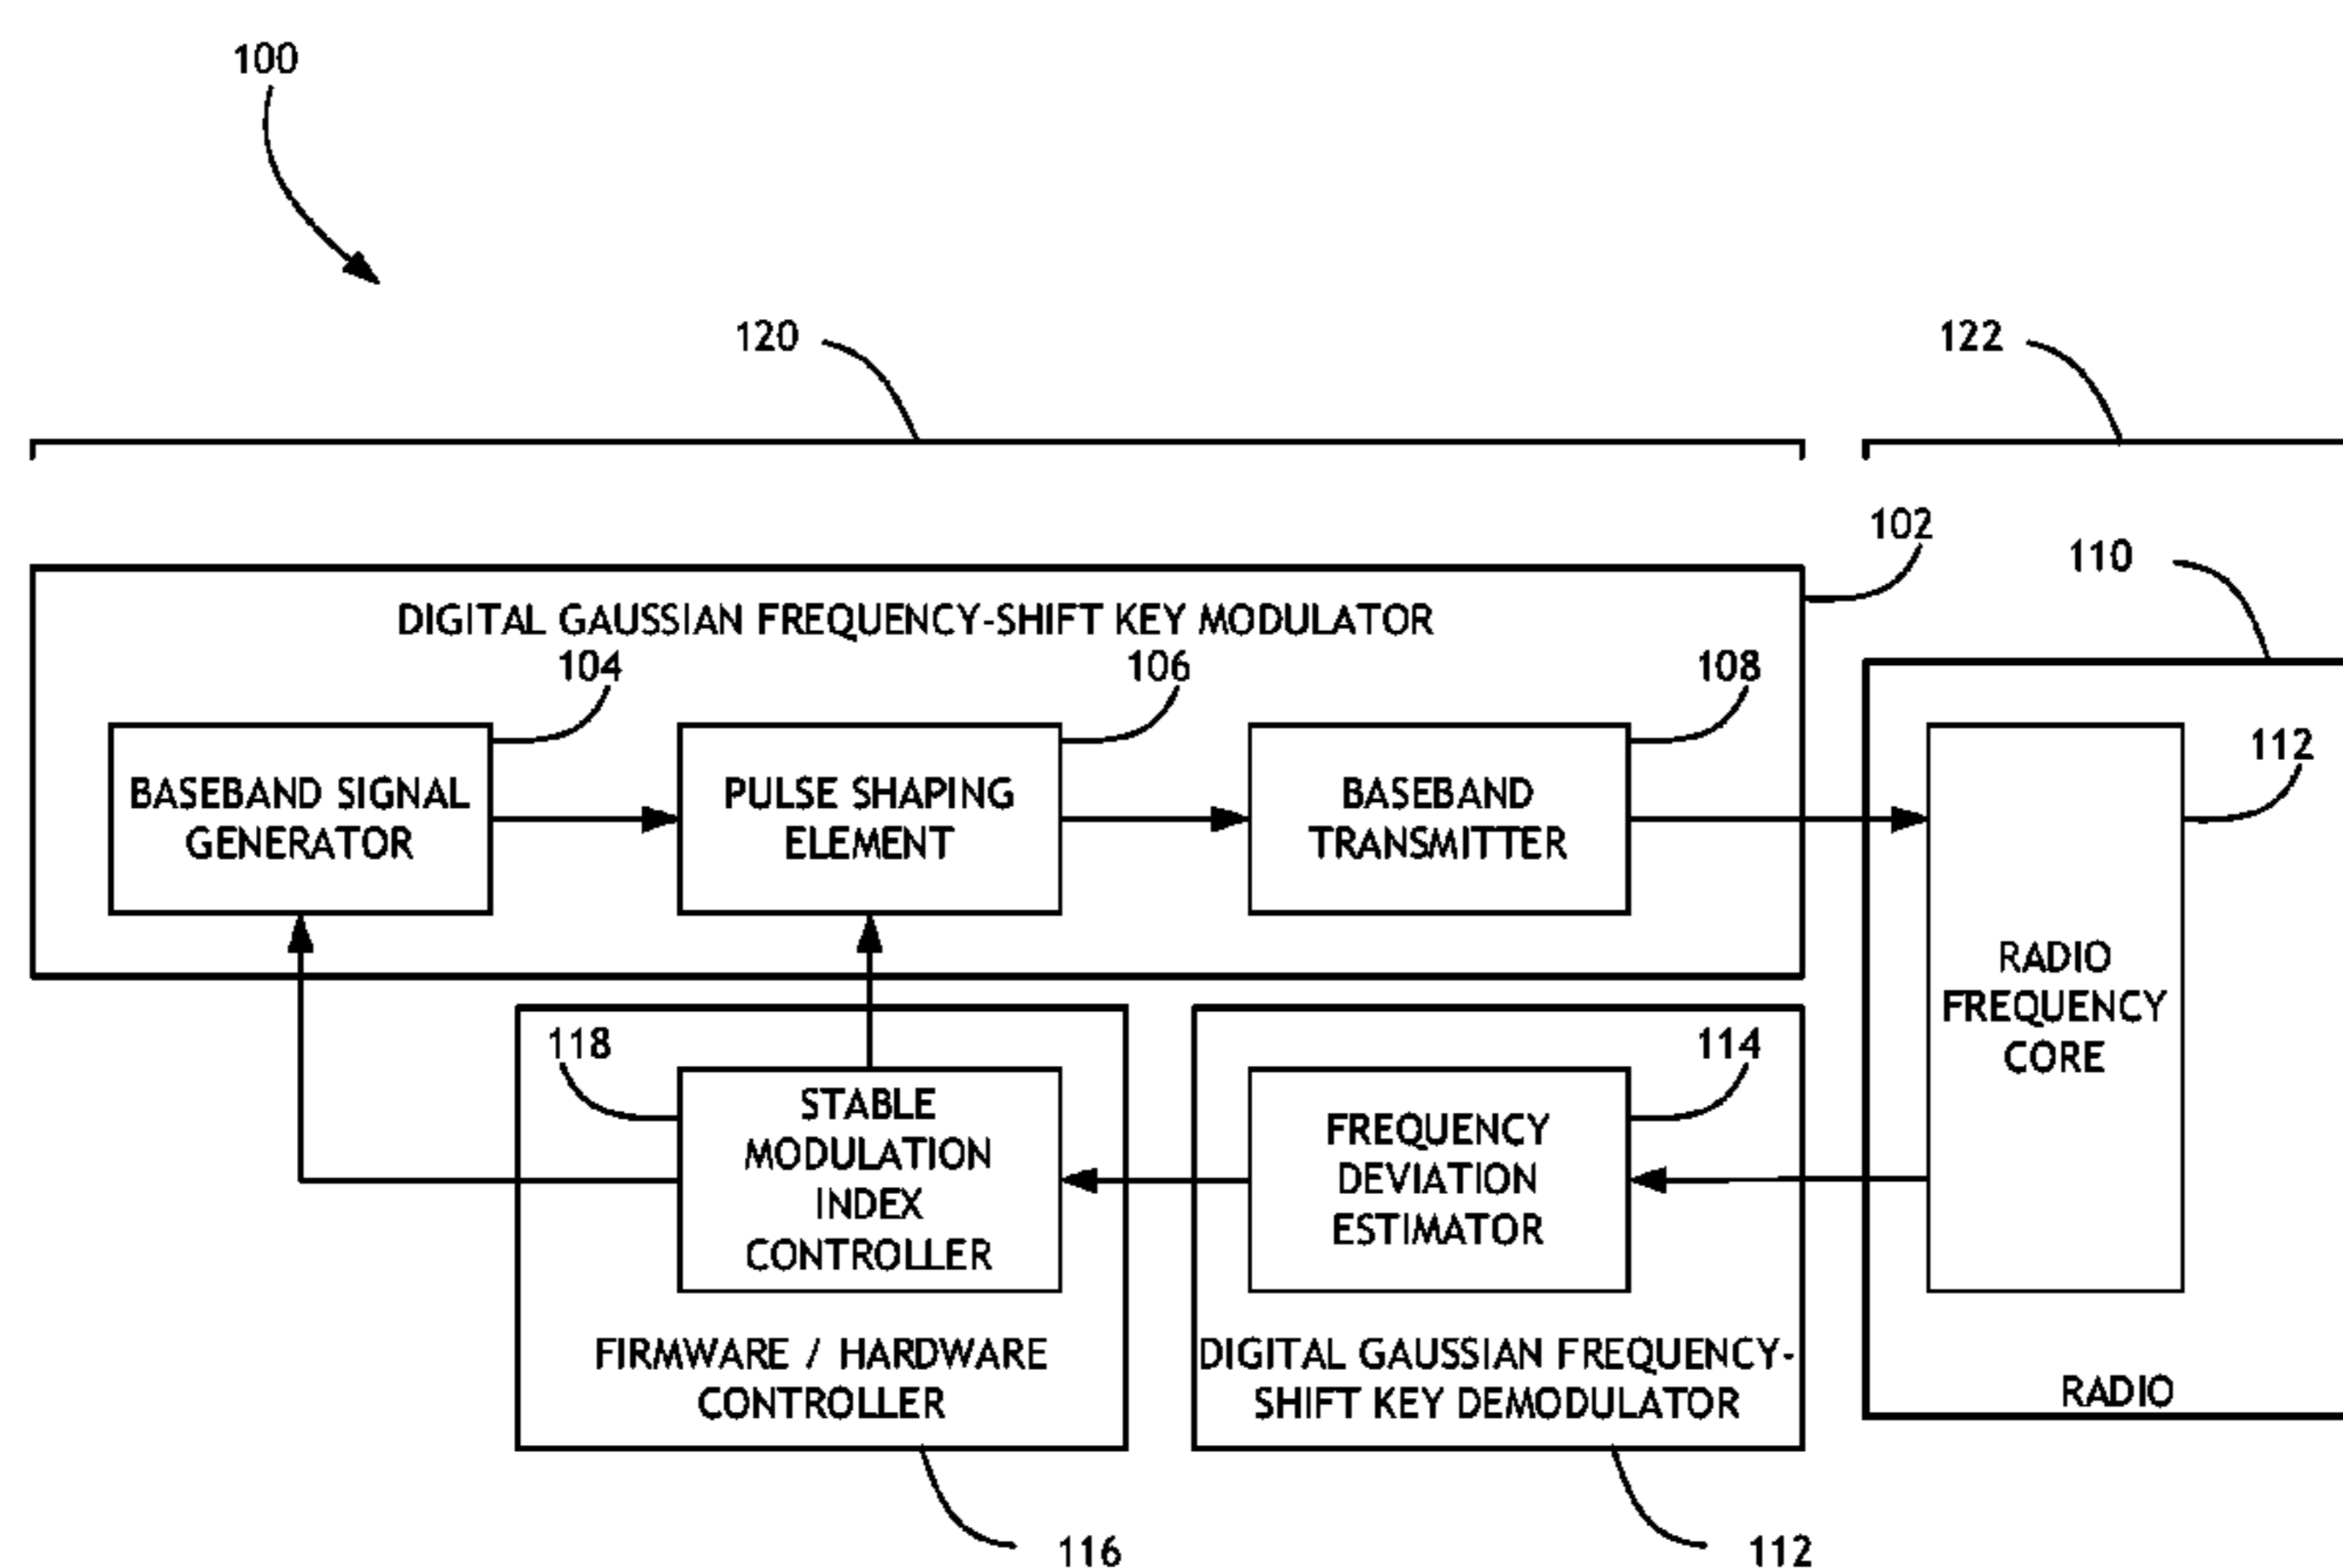 100
120
122
102
110
DIGITAL GAUSSIAN FREQUENCY-SHIFT KEY MODULATOR
104
106
108
112
BASEBAND SIGNAL
GENERATOR
PULSE SHAPING
ELEMENT
BASEBAND
TRANSMITTER
RADIO
FREQUENCY
CORE
118
114
STABLE
MODULATION
INDEX
CONTROLLER
FREQUENCY
DEVIATION
ESTIMATOR
FIRMWARE / HARDWARE
CONTROLLER
DIGITAL GAUSSIAN FREQUENCY-
SHIFT KEY DEMODULATOR
RADIO
116
112